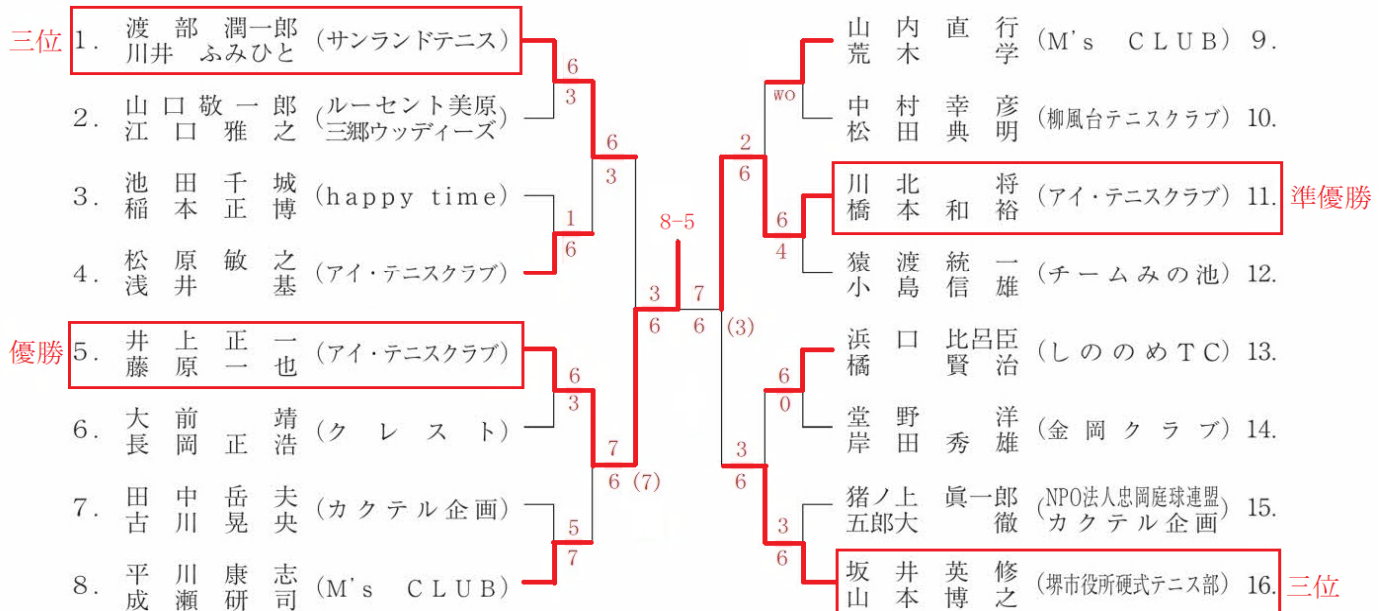 三位
1. 渡部 潤一郎 (サンランドテニス)
川井 ふみひと
2. 山口敬一郎 (ルーセント美原
江口雅之 三郷ウッディーズ)
3. 池田千城 (happy time)
稲本正博
4. 松原敏之 (アイ・テニスクラブ)
浅井基
優勝
5. 井上正一 (アイ・テニスクラブ)
藤原一也
6. 大前靖 (クレスト)
長岡正浩
7. 田中岳夫 (カクテル企画)
古川晃央
8. 平川康志 (M's CLUB)
成瀬研司
6
3
1
6
6
3
5
7
6
3
7
6 (7)
3
6
8-5
7
6 (3)
2
6
3
6
WO
6
4
6
0
3
6
山内直行 (M's CLUB) 9.
荒木学
中村幸彦 (柳風台テニスクラブ) 10.
松田典明
川北将 (アイ・テニスクラブ) 11.
橋本和裕
準優勝
猿渡統一 (チームみの池) 12.
小島信雄
浜口比呂臣 (しののめTC) 13.
橘賢治
堂野洋 (金岡クラブ) 14.
岸田秀雄
猪ノ上眞一郎 (NPO法人忠岡庭球連盟
五郎大徹 カクテル企画) 15.
坂井英修 (堺市役所硬式テニス部) 16.
山本博之
三位